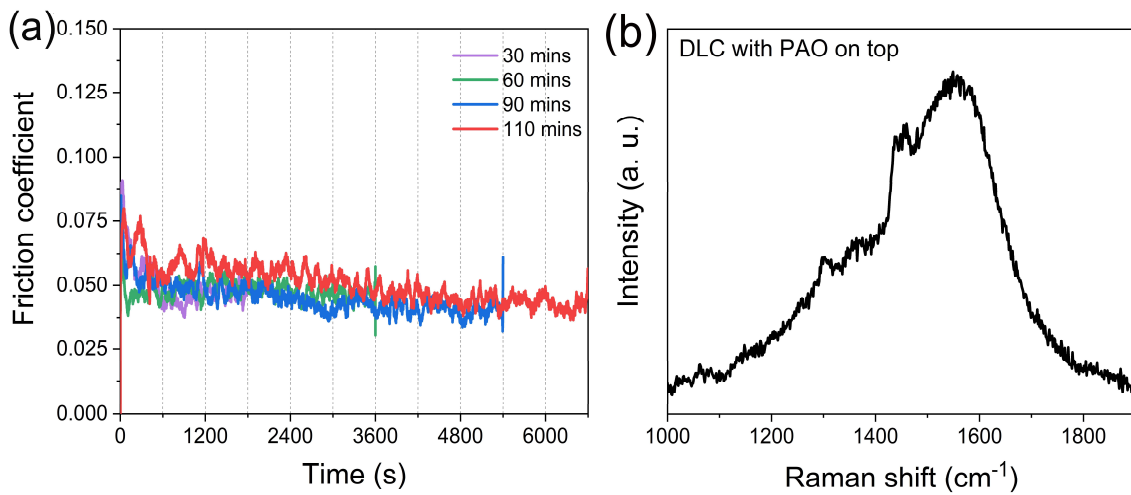 (a)
0.150
0.125
0.100
0.075
0.050
0.025
0.000
Friction coefficient
30 mins
60 mins
90 mins
110 mins
0 1200 2400 3600 4800 6000
Time (s)
(b)
DLC with PAO on top
Intensity (a. u.)
1000 1200 1400 1600 1800
Raman shift (cm⁻¹)